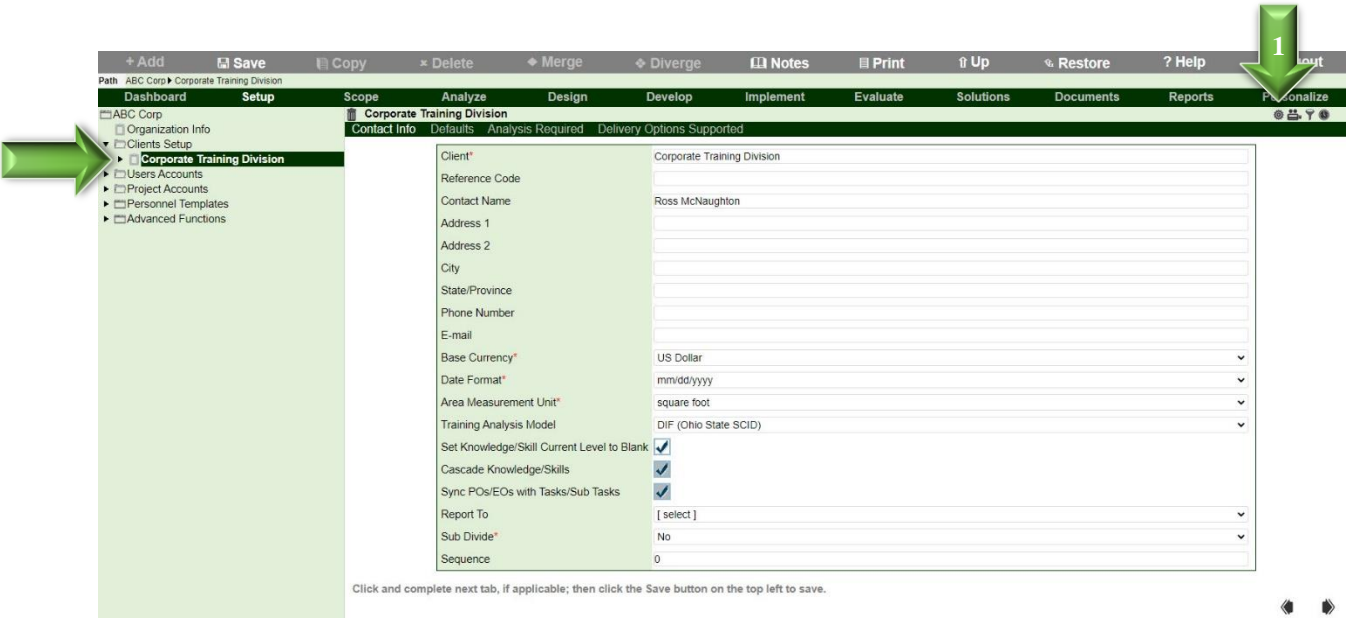 1
+ Add Save Copy × Delete Merge Diverge Notes Print Up Restore ? Help out
Path ABC Corp Corporate Training Division
Dashboard Setup Scope Analyze Design Develop Implement Evaluate Solutions Documents Reports Personalize
ABC Corp
Organization Info
Clients Setup
Corporate Training Division
Users Accounts
Project Accounts
Personnel Templates
Advanced Functions
Corporate Training Division
Contact Info Defaults Analysis Required Delivery Options Supported
Client* Corporate Training Division
Reference Code
Contact Name Ross McNaughton
Address 1
Address 2
City
State/Province
Phone Number
E-mail
Base Currency* US Dollar
Date Format* mm/dd/yyyy
Area Measurement Unit* square foot
Training Analysis Model DIF (Ohio State SCID)
Set Knowledge/Skill Current Level to Blank
Cascade Knowledge/Skills
Sync POs/EOs with Tasks/Sub Tasks
Report To [ select ]
Sub Divide* No
Sequence 0
Click and complete next tab, if applicable; then click the Save button on the top left to save.